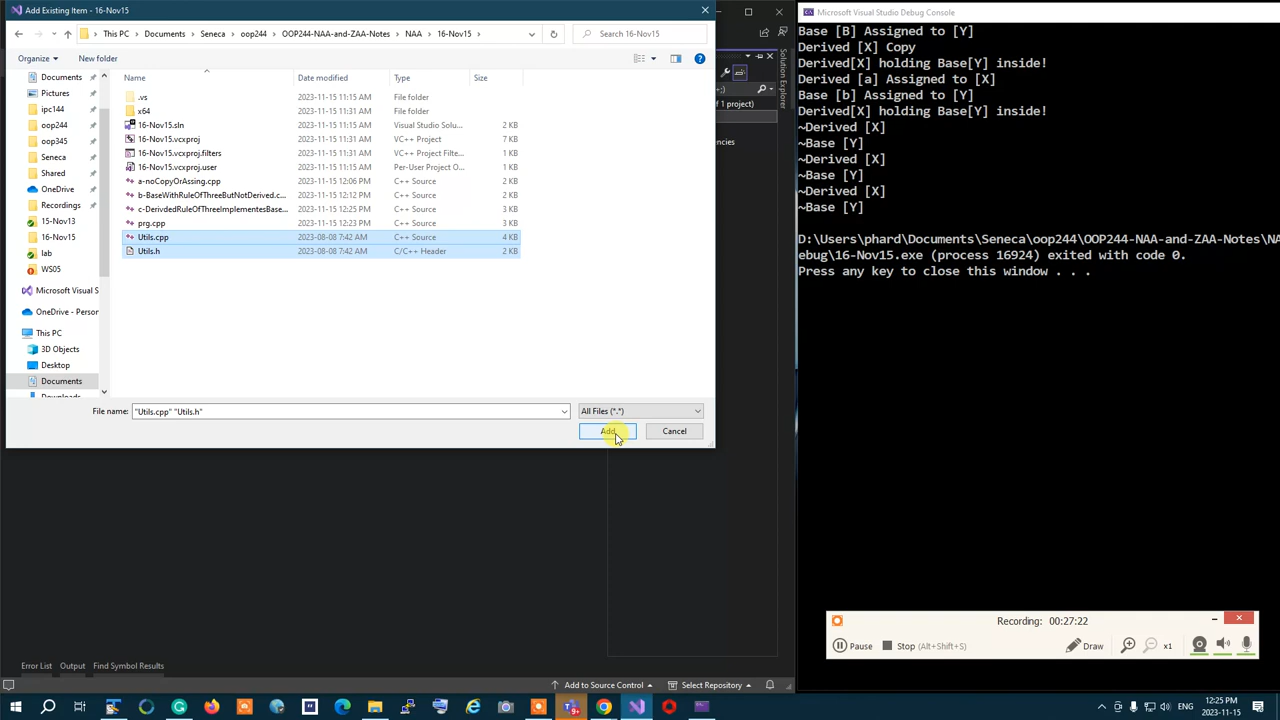 Add Existing Item - 16-Nov15
This PC > Documents > Seneca > oop244 > OOP244-NAA-and-ZAA-Notes > NAA > 16-Nov15 >
Search 16-Nov15
Organize
New folder
Name
Date modified
Type
Size
.vs 2023-11-15 11:15 AM File folder
x64 2023-11-15 11:31 AM File folder
16-Nov15.sln 2023-11-15 11:15 AM Visual Studio Solu... 2 KB
16-Nov15.vcxproj 2023-11-15 11:31 AM VC++ Project 7 KB
16-Nov15.vcxproj.filters 2023-11-15 11:31 AM VC++ Project Filte... 2 KB
16-Nov15.vcxproj.user 2023-11-15 11:15 AM Per-User Project O... 1 KB
a-noCopyOrAssing.cpp 2023-11-15 12:06 PM C++ Source 2 KB
b-BaseWithRuleOfThreeButNotDerived.c... 2023-11-15 12:12 PM C++ Source 2 KB
c-DerivdedRuleOfThreeImplementesBase... 2023-11-15 12:25 PM C++ Source 3 KB
prg.cpp 2023-11-15 12:23 PM C++ Source 3 KB
Utils.cpp 2023-08-08 7:42 AM C++ Source 4 KB
Utils.h 2023-08-08 7:42 AM C/C++ Header 2 KB
Documents
Pictures
ipc144
oop244
oop345
Seneca
Shared
OneDrive
Recordings
15-Nov13
16-Nov15
lab
WS05
Microsoft Visual S
OneDrive - Person
This PC
3D Objects
Desktop
Documents
File name:
"Utils.cpp" "Utils.h"
All Files (*.*)
Add
Cancel
Solution Explorer
f 1 project)
encies
Error List
Output
Find Symbol Results
Add to Source Control
Select Repository
Microsoft Visual Studio Debug Console
Base [B] Assigned to [Y]
Derived [X] Copy
Derived[X] holding Base[Y] inside!
Derived [a] Assigned to [X]
Base [b] Assigned to [Y]
Derived[X] holding Base[Y] inside!
~Derived [X]
~Base [Y]
~Derived [X]
~Base [Y]
~Derived [X]
~Base [Y]
D:\Users\phard\Documents\Seneca\oop244\OOP244-NAA-and-ZAA-Notes\NA
ebug\16-Nov15.exe (process 16924) exited with code 0.
Press any key to close this window . . .
Recording: 00:27:22
Pause
Stop (Alt+Shift+S)
Draw
x1
ENG
12:25 PM
2023-11-15